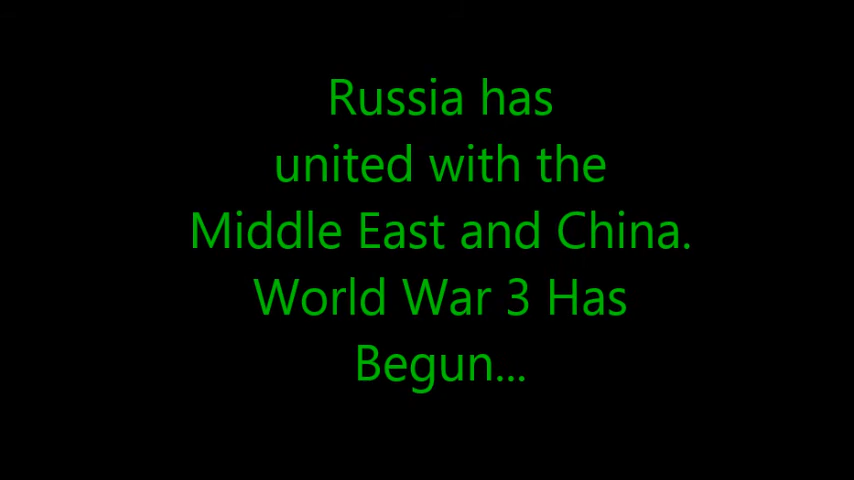 Russia has
united with the
Middle East and China.
World War 3 Has
Begun...